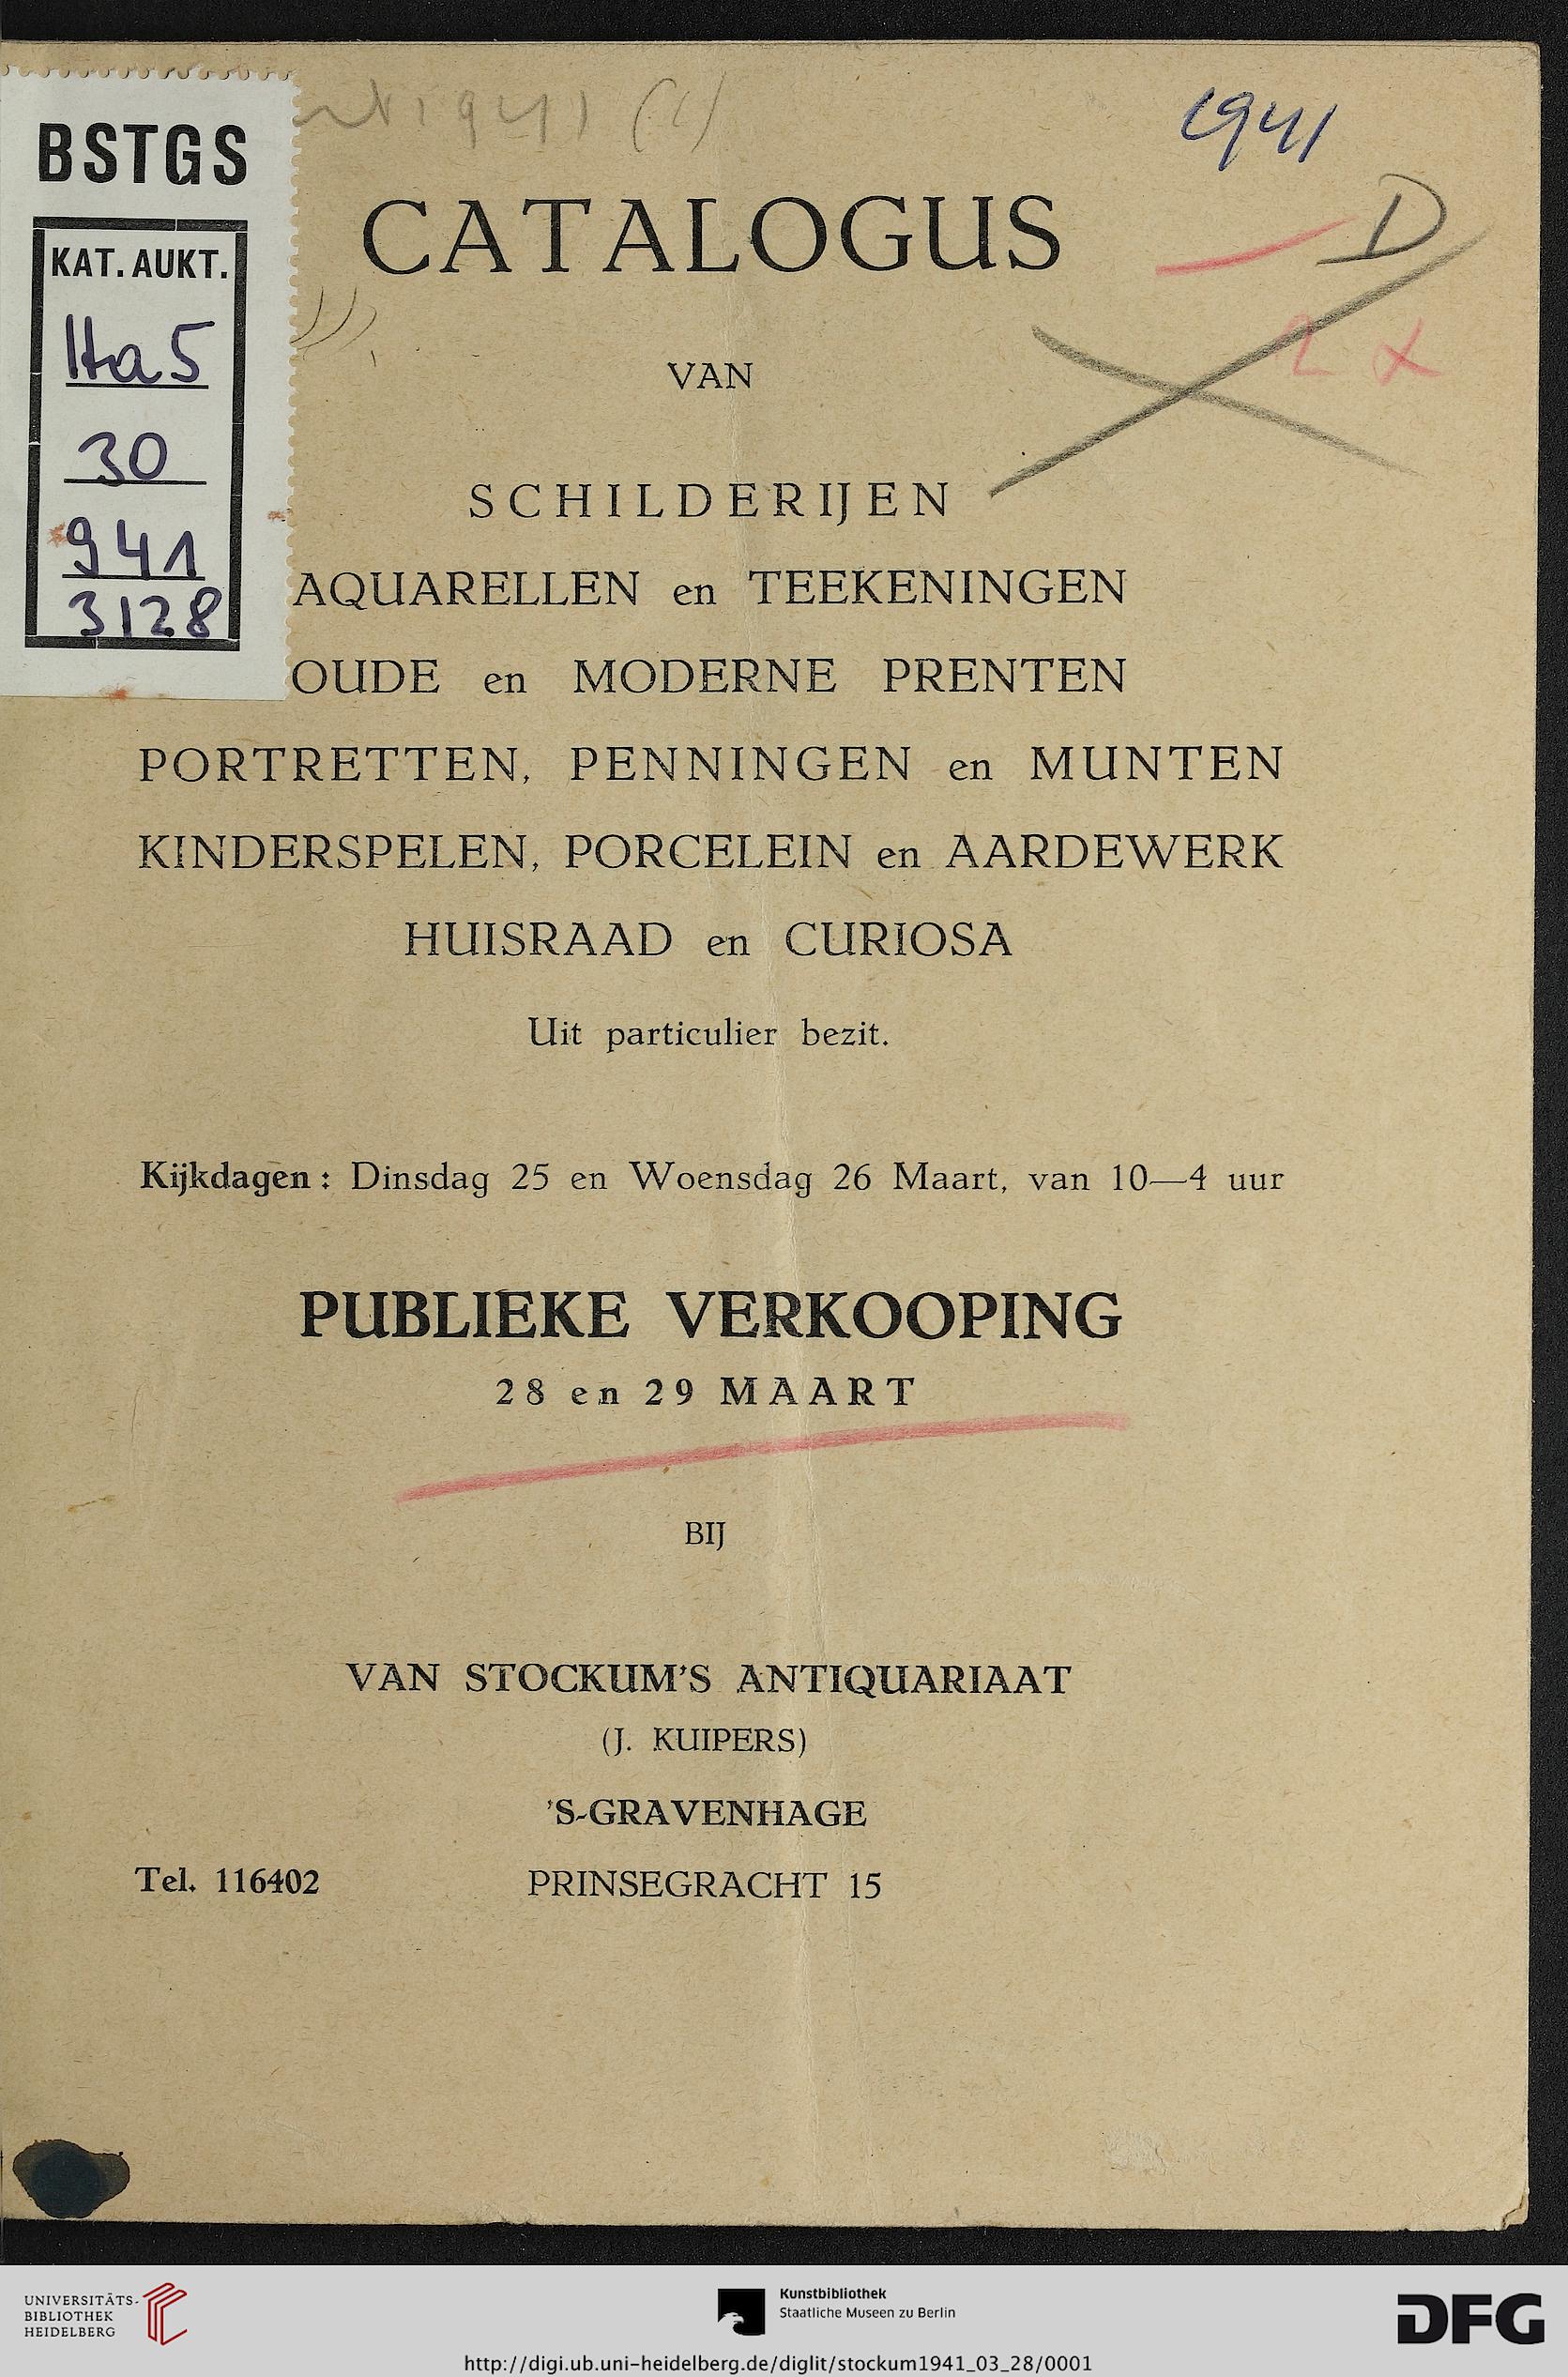 1941
BSTGS
KAT. AUKT.
Ha 5
30
941
3128
D
2 x
CATALOGUS
VAN
SCHILDERIJEN
AQUARELLEN en TEEKENINGEN
OUDE en MODERNE PRENTEN
PORTRETTEN, PENNINGEN en MUNTEN
KINDERSPELEN, PORCELEIN en AARDEWERK
HUISRAAD en CURIOSA
Uit particulier bezit.
Kijkdagen: Dinsdag 25 en Woensdag 26 Maart, van 10—4 uur
PUBLIEKE VERKOOPING
28 en 29 MAART
BIJ
VAN STOCKUM'S ANTIQUARIAAT
(J. KUIPERS)
'S-GRAVENHAGE
Tel. 116402 PRINSEGRACHT 15
UNIVERSITÄTS-
BIBLIOTHEK
HEIDELBERG
Kunstbibliothek
Staatliche Museen zu Berlin
DFG
http://digi.ub.uni-heidelberg.de/diglit/stockum1941_03_28/0001